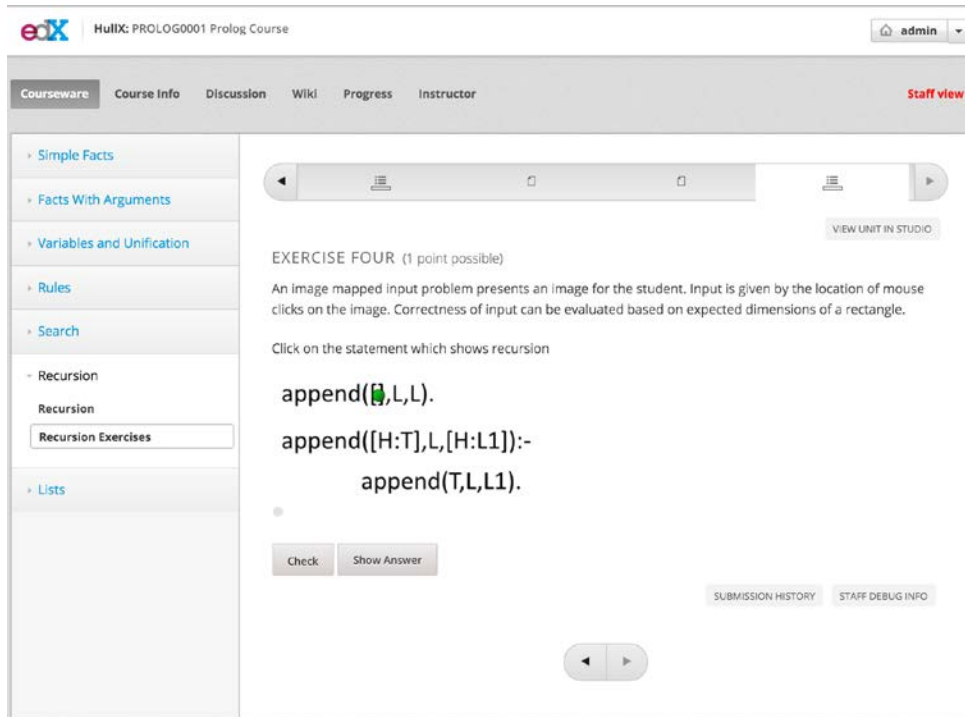 edX HullX: PROLOG0001 Prolog Course admin
Courseware Course Info Discussion Wiki Progress Instructor Staff view
Simple Facts
Facts With Arguments
Variables and Unification
Rules
Search
Recursion
Recursion
Recursion Exercises
Lists
VIEW UNIT IN STUDIO
EXERCISE FOUR (1 point possible)
An image mapped input problem presents an image for the student. Input is given by the location of mouse
clicks on the image. Correctness of input can be evaluated based on expected dimensions of a rectangle.
Click on the statement which shows recursion
append([],L,L).
append([H:T],L,[H:L1]):-
append(T,L,L1).
Check Show Answer
SUBMISSION HISTORY STAFF DEBUG INFO